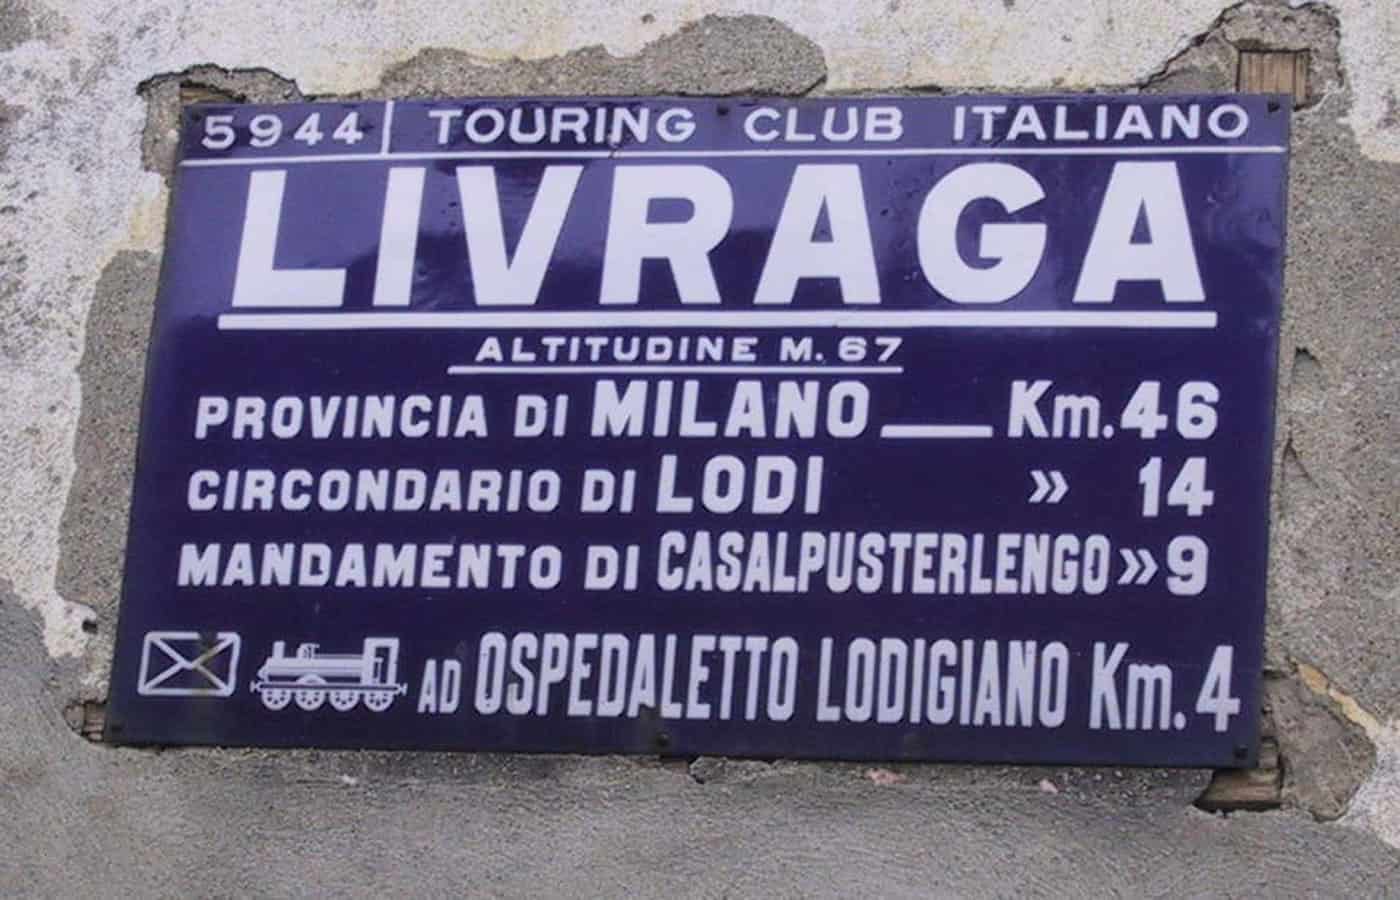 5944 TOURING CLUB ITALIANO
LIVRAGA
ALTITUDINE M. 67
PROVINCIA DI MILANO Km. 46
CIRCONDARIO DI LODI » 14
MANDAMENTO DI CASALPUSTERLENGO » 9
AD OSPEDALETTO LODIGIANO Km. 4